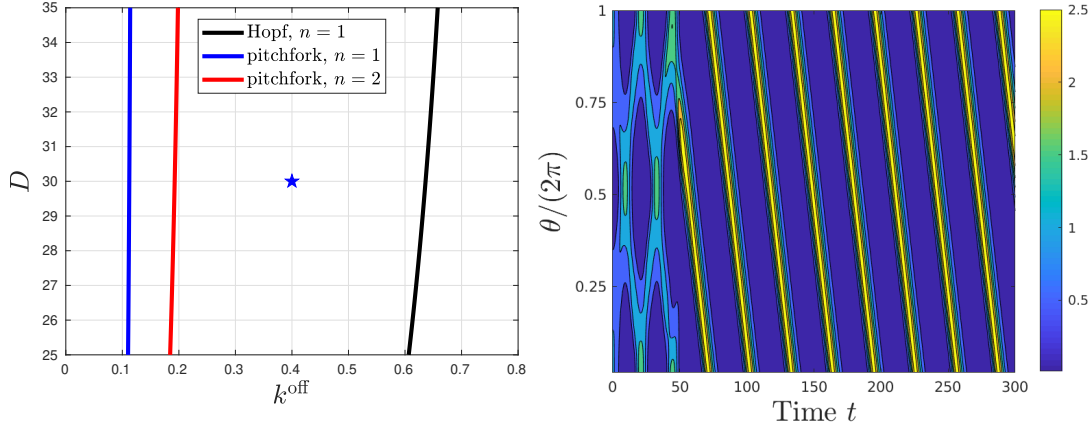 35
34
33
32
31
30
29
28
27
26
25
D
Hopf, n = 1
pitchfork, n = 1
pitchfork, n = 2
0 0.1 0.2 0.3 0.4 0.5 0.6 0.7 0.8
k^off
1
0.75
0.5
0.25
θ/(2π)
0 50 100 150 200 250 300
Time t
2.5
2
1.5
1
0.5